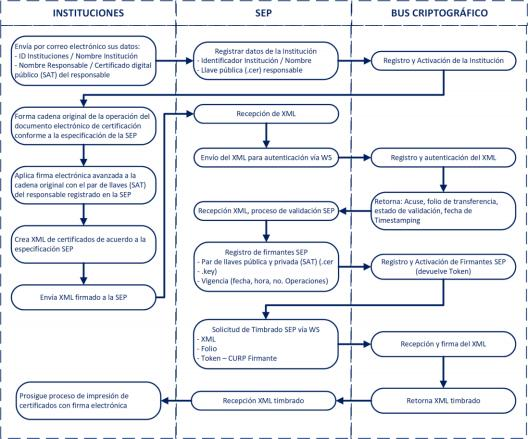 INSTITUCIONES
SEP
BUS CRIPTOGRÁFICO
Envía por correo electrónico sus datos:
- ID Instituciones / Nombre Institución
- Nombre Responsable / Certificado digital
público (SAT) del responsable
Registrar datos de la Institución
- Identificador Institución / Nombre
- Llave pública (.cer) responsable
Registro y Activación de la Institución
Forma cadena original de la operación del
documento electrónico de certificación
conforme a la especificación de la SEP
Recepción de XML
Envío del XML para autenticación vía WS
Registro y autenticación del XML
Aplica firma electrónica avanzada a la
cadena original con el par de llaves (SAT)
del responsable registrado en la SEP
Retorna: Acuse, folio de transferencia,
estado de validación, fecha de
Timestamping
Recepción XML, proceso de validación SEP
Crea XML de certificados de acuerdo a la
especificación SEP
Registro de firmantes SEP
- Par de llaves pública y privada (SAT) (.cer
- .key)
- Vigencia (fecha, hora, no. Operaciones)
Registro y Activación de Firmantes SEP
(devuelve Token)
Envía XML firmado a la SEP
Solicitud de Timbrado SEP vía WS
- XML
- Folio
- Token – CURP Firmante
Recepción y firma del XML
Prosigue proceso de impresión de
certificados con firma electrónica
Recepción XML timbrado
Retorna XML timbrado